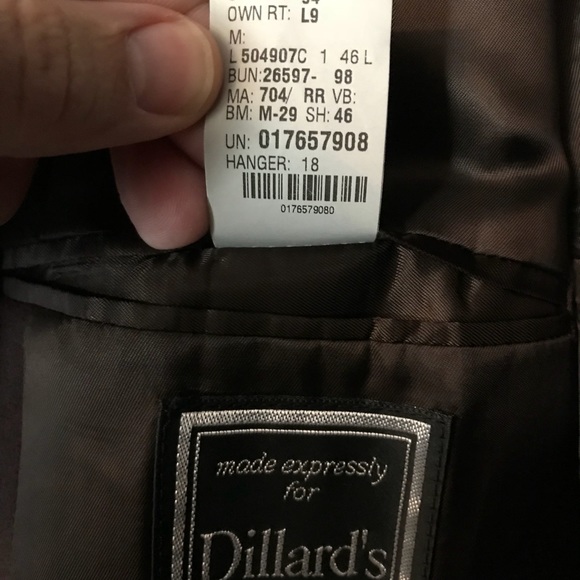 OWN RT: L9
M:
L 504907C 1 46 L
BUN:26597- 98
MA: 704/ RR VB:
BM: M-29 SH: 46
UN: 017657908
HANGER: 18
0176579080
made expressly
for
Dillard's